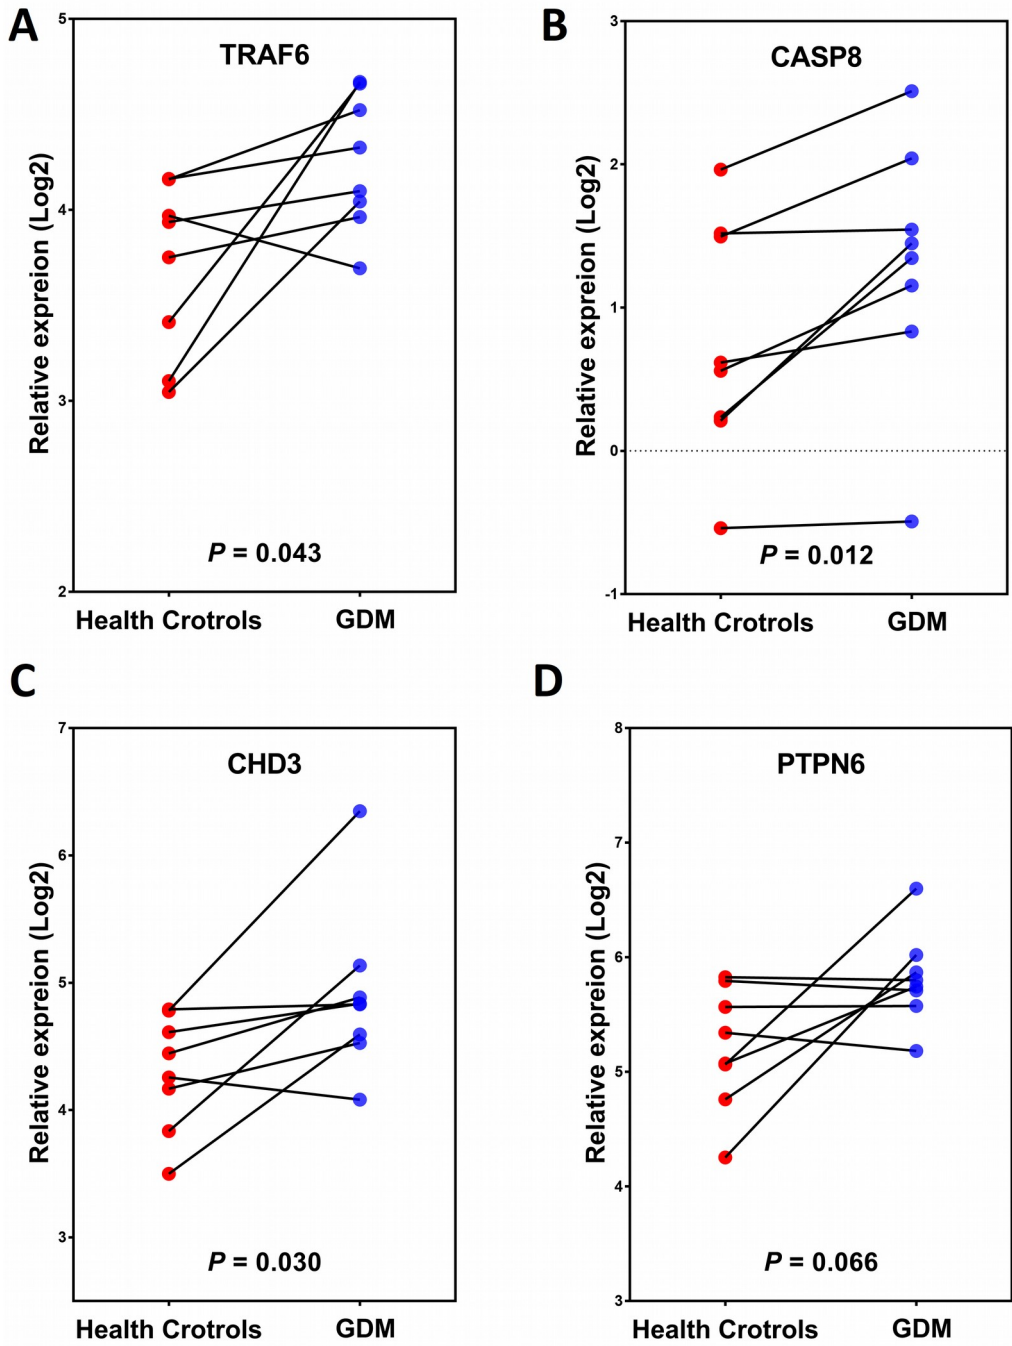 A
TRAF6
Relative expreion (Log2)
5
4
3
2
P = 0.043
Health Crotrols
GDM
B
CASP8
Relative expreion (Log2)
3
2
1
0
-1
P = 0.012
Health Crotrols
GDM
C
CHD3
Relative expreion (Log2)
7
6
5
4
3
P = 0.030
Health Crotrols
GDM
D
PTPN6
Relative expreion (Log2)
8
7
6
5
4
3
P = 0.066
Health Crotrols
GDM